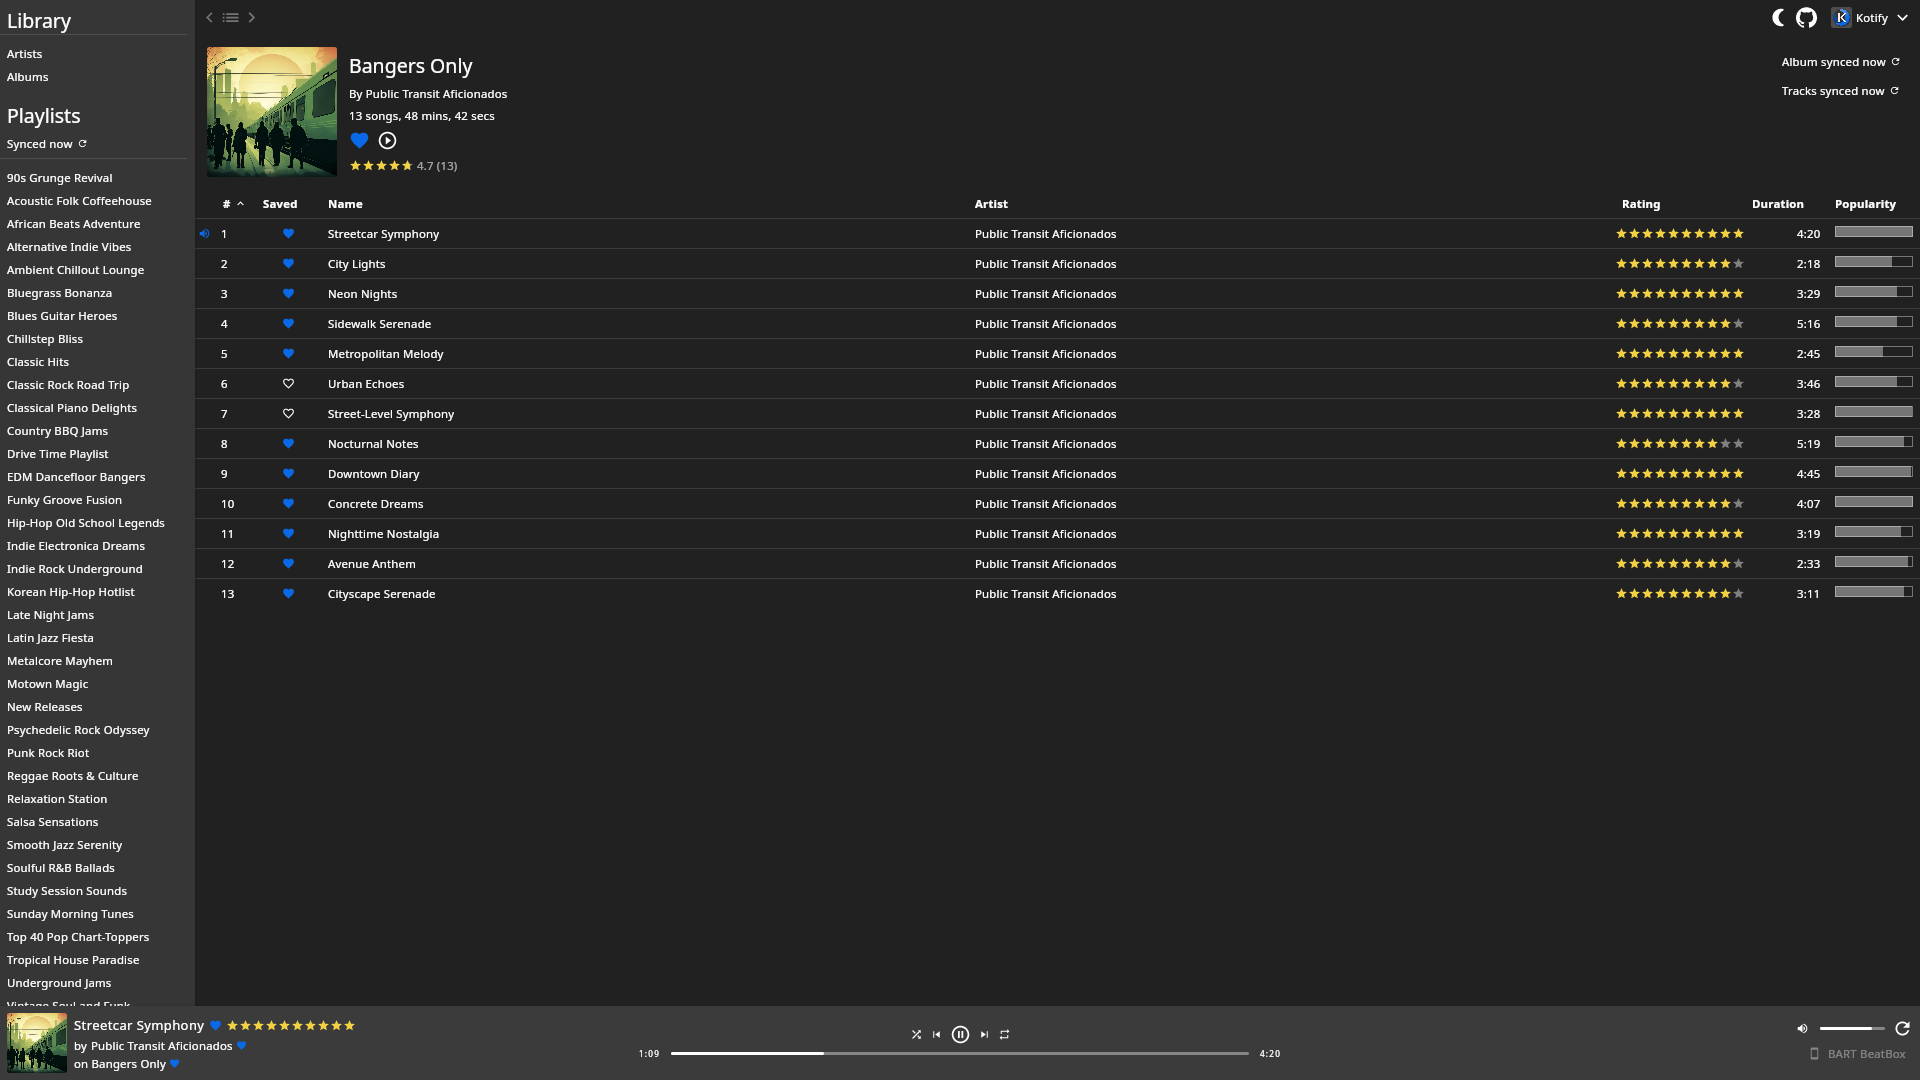 Library
Artists
Albums
Playlists
Synced now
90s Grunge Revival
Acoustic Folk Coffeehouse
African Beats Adventure
Alternative Indie Vibes
Ambient Chillout Lounge
Bluegrass Bonanza
Blues Guitar Heroes
Chillstep Bliss
Classic Hits
Classic Rock Road Trip
Classical Piano Delights
Country BBQ Jams
Drive Time Playlist
EDM Dancefloor Bangers
Funky Groove Fusion
Hip-Hop Old School Legends
Indie Electronica Dreams
Indie Rock Underground
Korean Hip-Hop Hotlist
Late Night Jams
Latin Jazz Fiesta
Metalcore Mayhem
Motown Magic
New Releases
Psychedelic Rock Odyssey
Punk Rock Riot
Reggae Roots & Culture
Relaxation Station
Salsa Sensations
Smooth Jazz Serenity
Soulful R&B Ballads
Study Session Sounds
Sunday Morning Tunes
Top 40 Pop Chart-Toppers
Tropical House Paradise
Underground Jams
Vintage Soul and Funk
K Kotify
Bangers Only
By Public Transit Aficionados
13 songs, 48 mins, 42 secs
4.7 (13)
Album synced now
Tracks synced now
# Saved Name Artist Rating Duration Popularity
1 Streetcar Symphony Public Transit Aficionados 4:20
2 City Lights Public Transit Aficionados 2:18
3 Neon Nights Public Transit Aficionados 3:29
4 Sidewalk Serenade Public Transit Aficionados 5:16
5 Metropolitan Melody Public Transit Aficionados 2:45
6 Urban Echoes Public Transit Aficionados 3:46
7 Street-Level Symphony Public Transit Aficionados 3:28
8 Nocturnal Notes Public Transit Aficionados 5:19
9 Downtown Diary Public Transit Aficionados 4:45
10 Concrete Dreams Public Transit Aficionados 4:07
11 Nighttime Nostalgia Public Transit Aficionados 3:19
12 Avenue Anthem Public Transit Aficionados 2:33
13 Cityscape Serenade Public Transit Aficionados 3:11
Streetcar Symphony
by Public Transit Aficionados
on Bangers Only
1:09
4:20
BART BeatBox